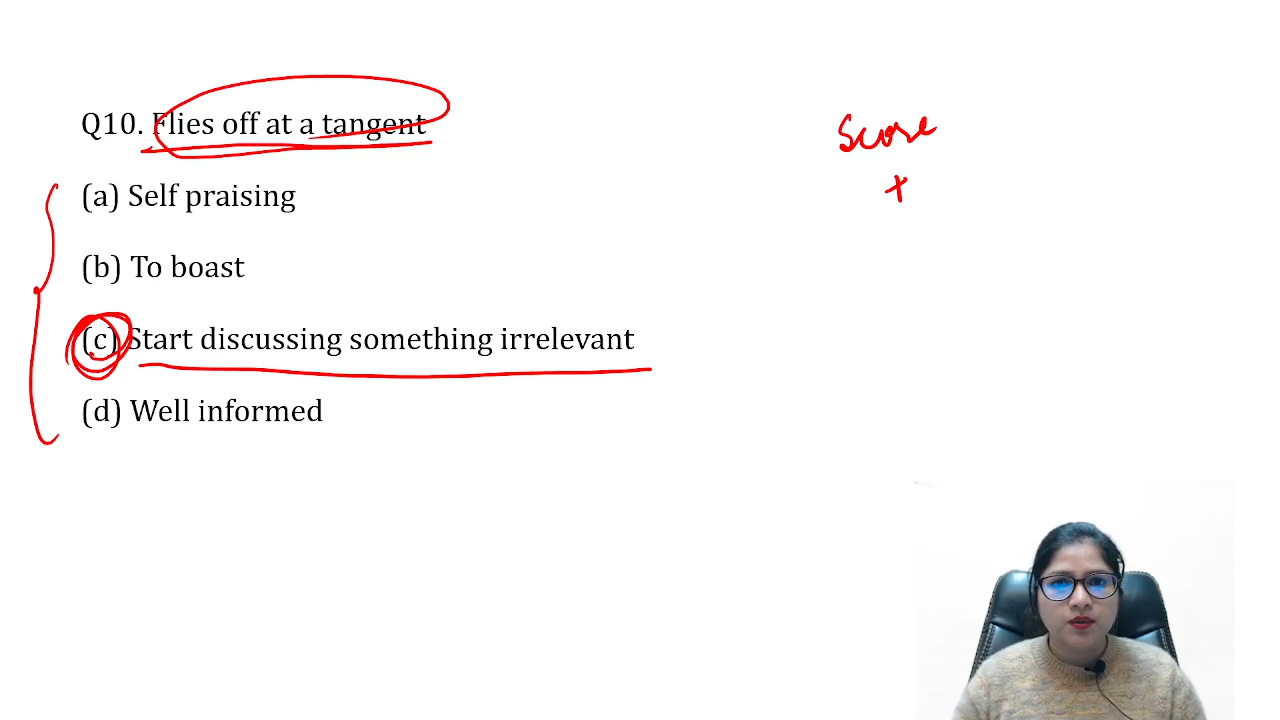 Q10. Flies off at a tangent
(a) Self praising
(b) To boast
(c) Start discussing something irrelevant
(d) Well informed
Score
+